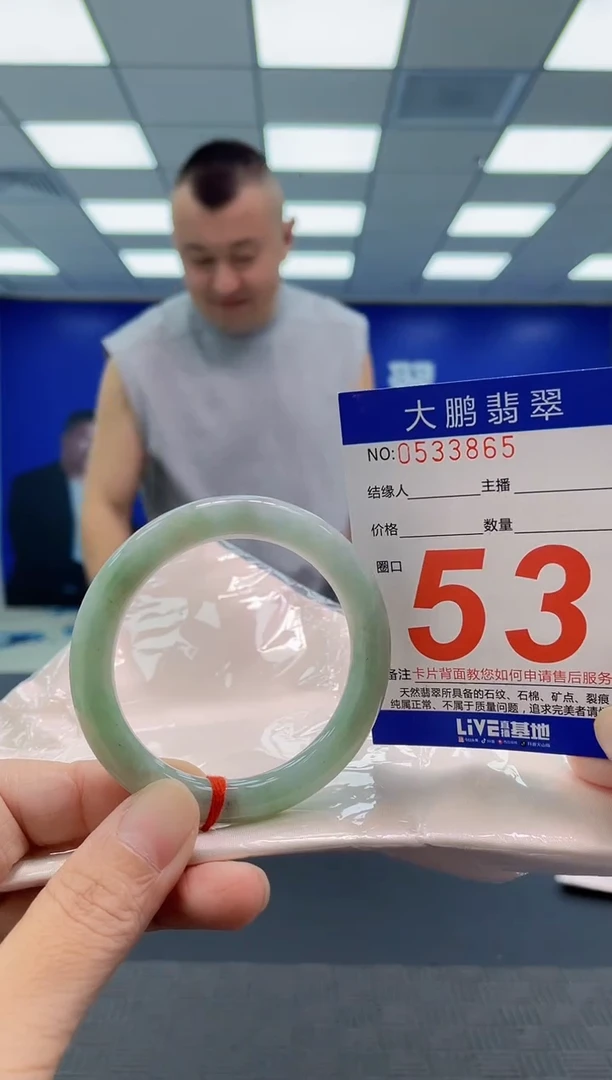 大鹏翡翠
NO:0533865
结缘人 主播
价格 数量
圈口 53
备注 卡片背面教您如何申请售后服务
天然翡翠所具备的石纹、石棉、矿点、裂痕
纯属正常、不属于质量问题，追求完美者请
LiVE 基地